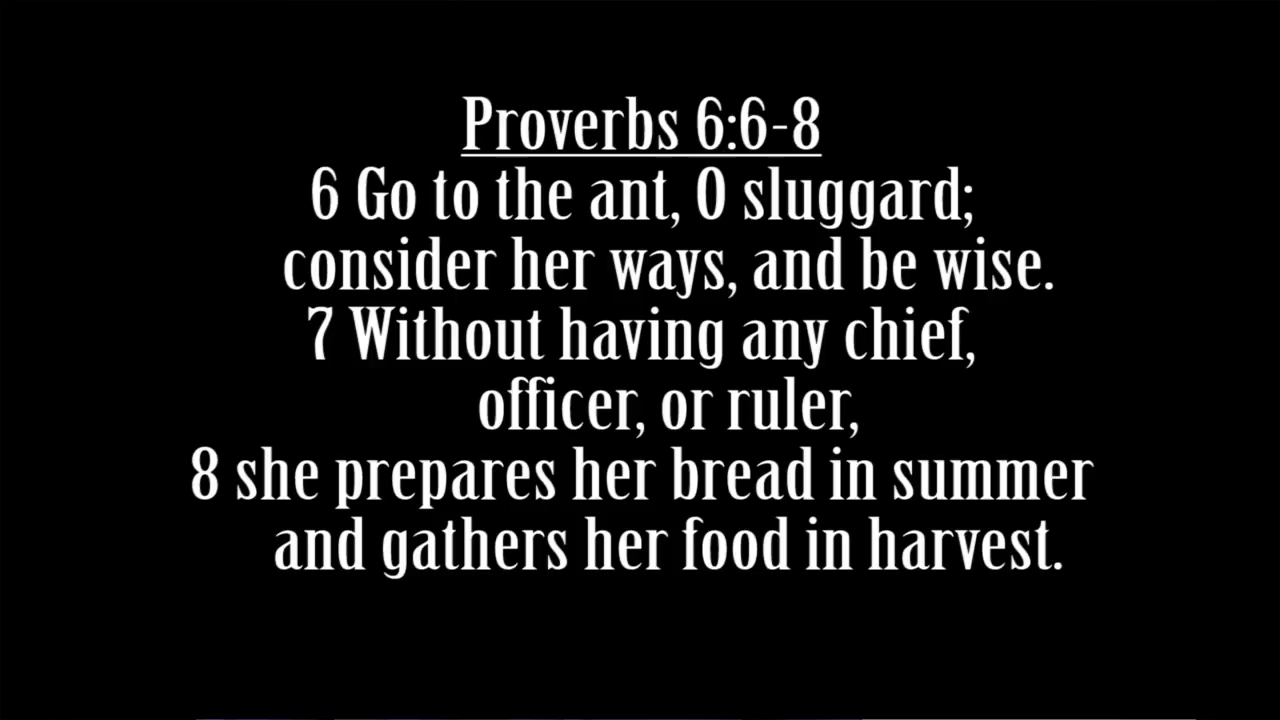 Proverbs 6:6-8
6 Go to the ant, O sluggard;
consider her ways, and be wise.
7 Without having any chief,
officer, or ruler,
8 she prepares her bread in summer
and gathers her food in harvest.